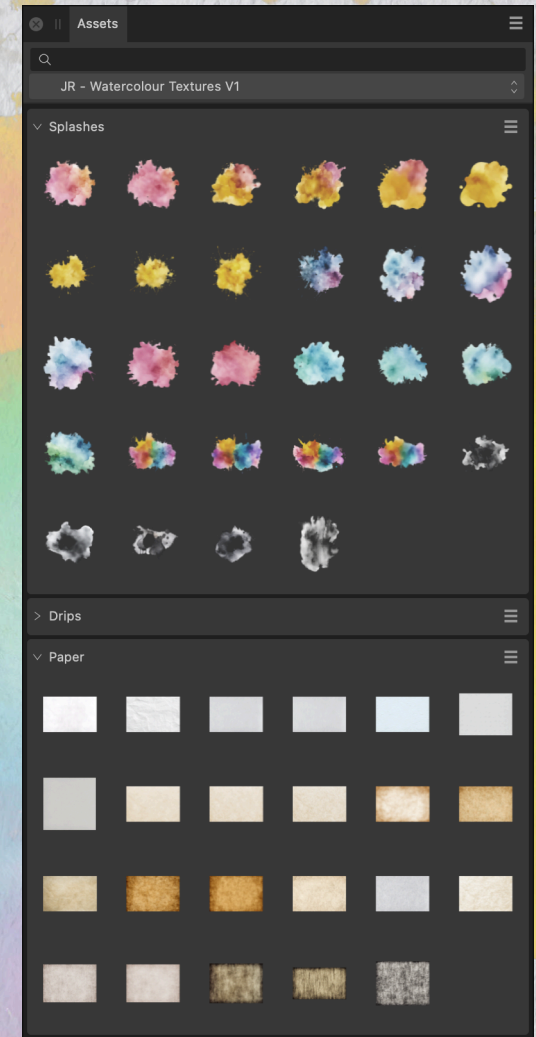 Assets
JR - Watercolour Textures V1
Splashes
Drips
Paper